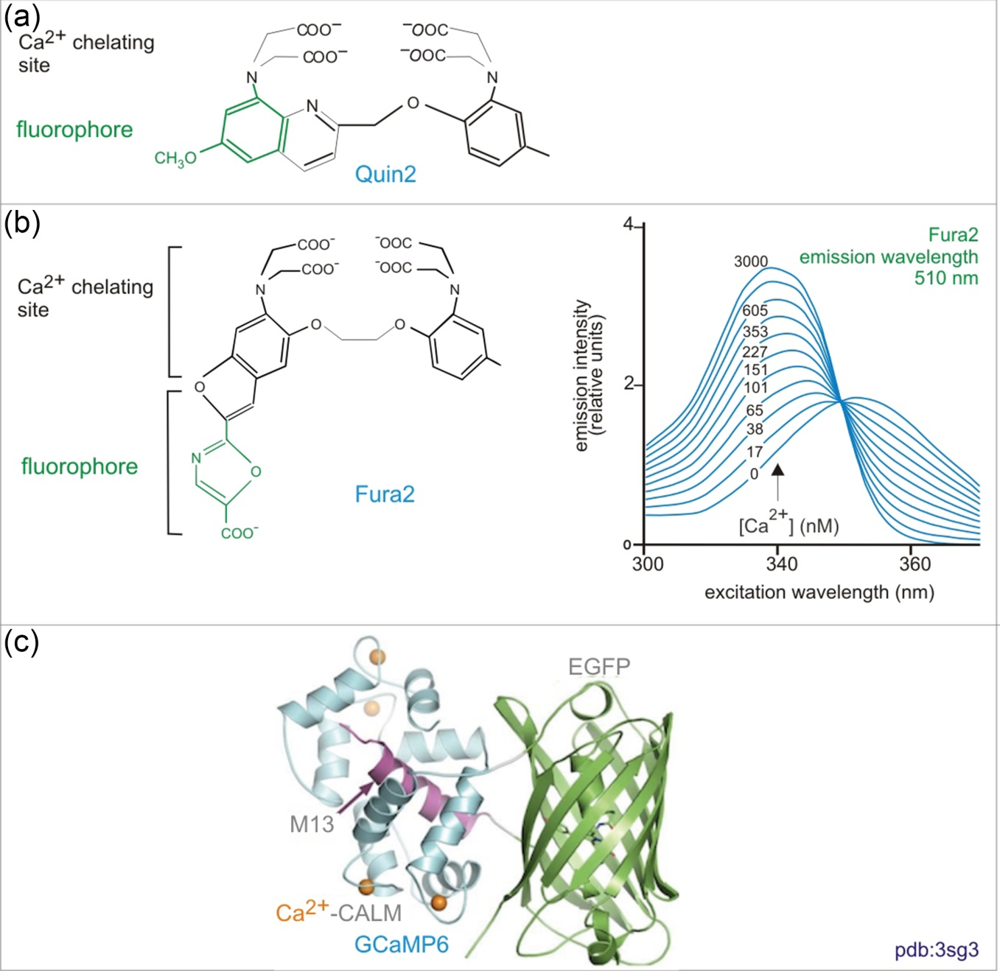 (a)
Ca2+ chelating
site
COO−
−OOC
COO−
−OOC
N
N
N
O
fluorophore
CH3O
Quin2
(b)
Ca2+ chelating
site
COO−
−OOC
COO−
−OOC
N
N
O
O
O
fluorophore
N
O
COO−
Fura2
4
2
0
emission intensity
(relative units)
Fura2
emission wavelength
510 nm
3000
605
353
227
151
101
65
38
17
0
[Ca2+] (nM)
300
340
360
excitation wavelength (nm)
(c)
EGFP
M13
Ca2+-CALM
GCaMP6
pdb:3sg3